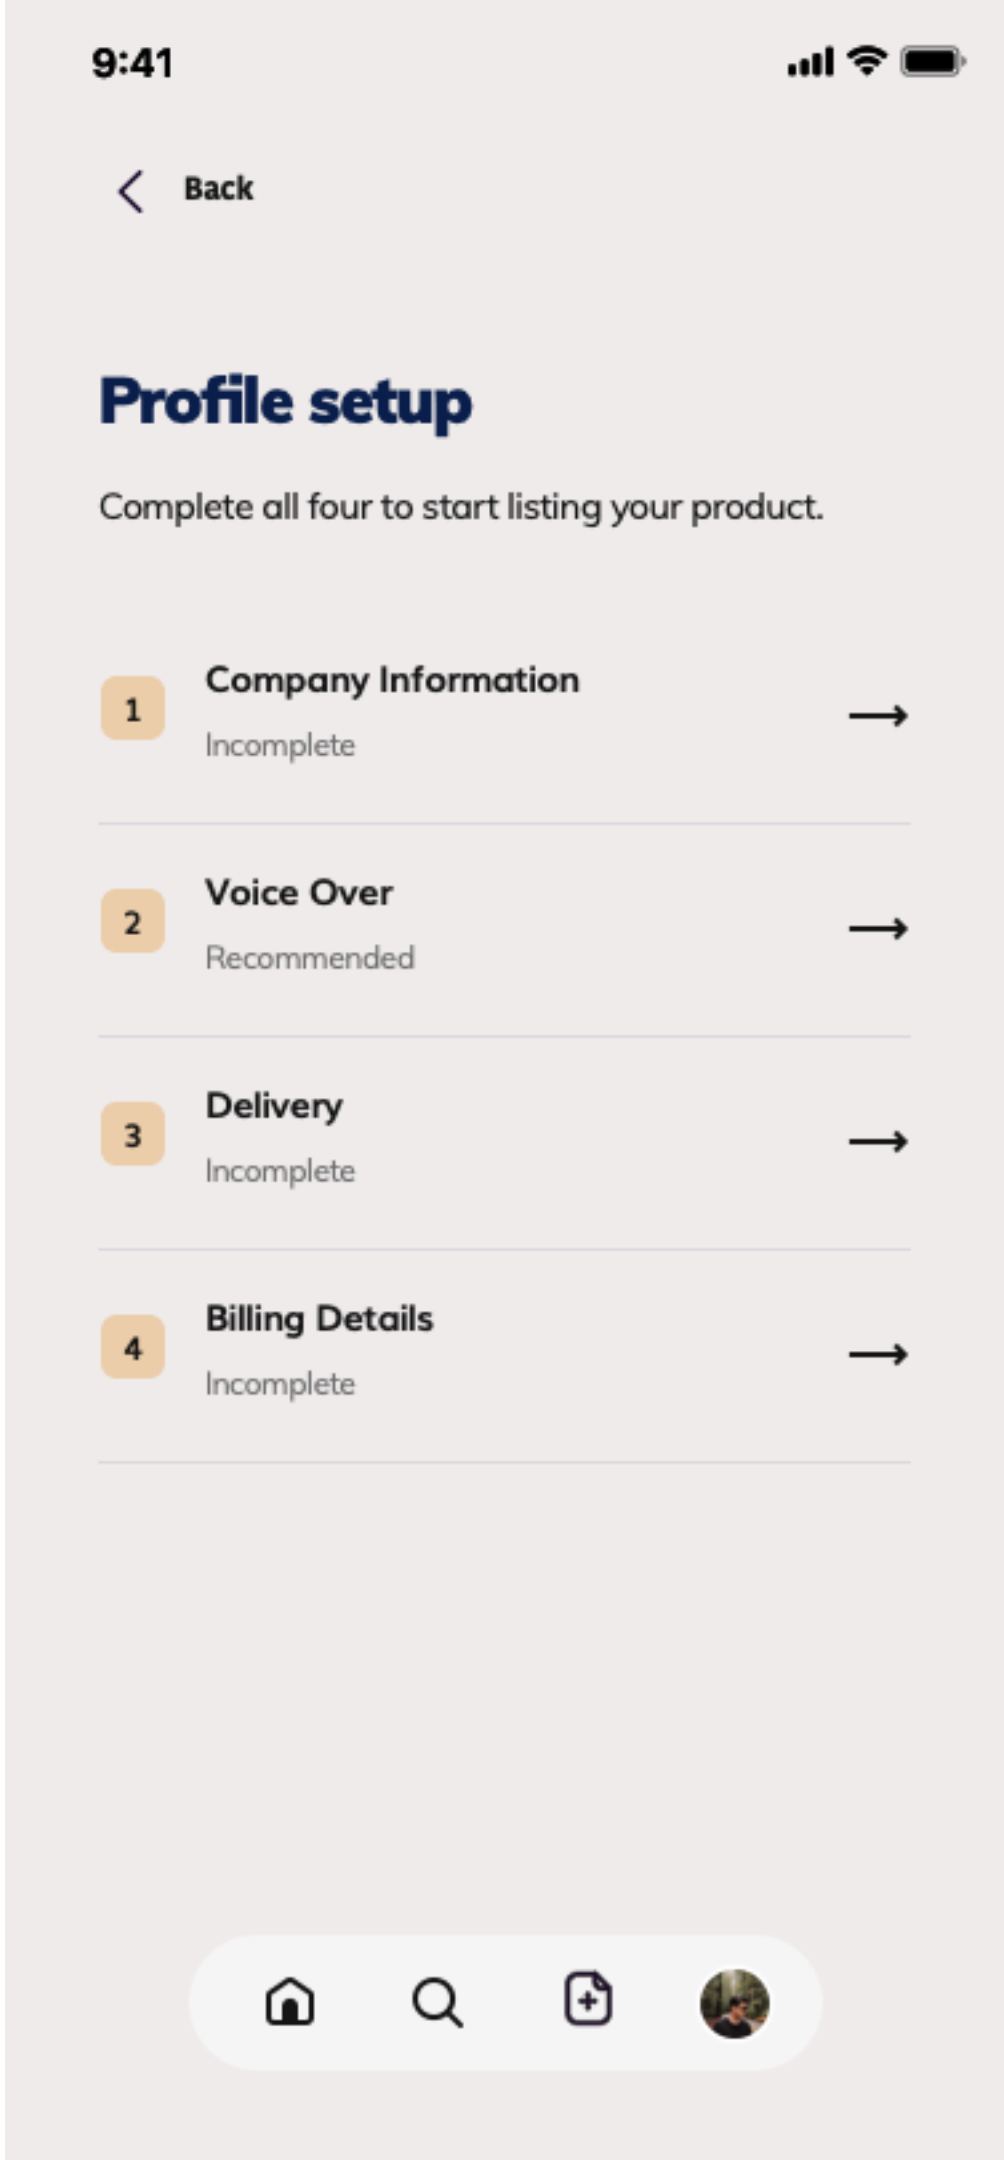 9:41
Back
Profile setup
Complete all four to start listing your product.
1
Company Information
Incomplete
2
Voice Over
Recommended
3
Delivery
Incomplete
4
Billing Details
Incomplete